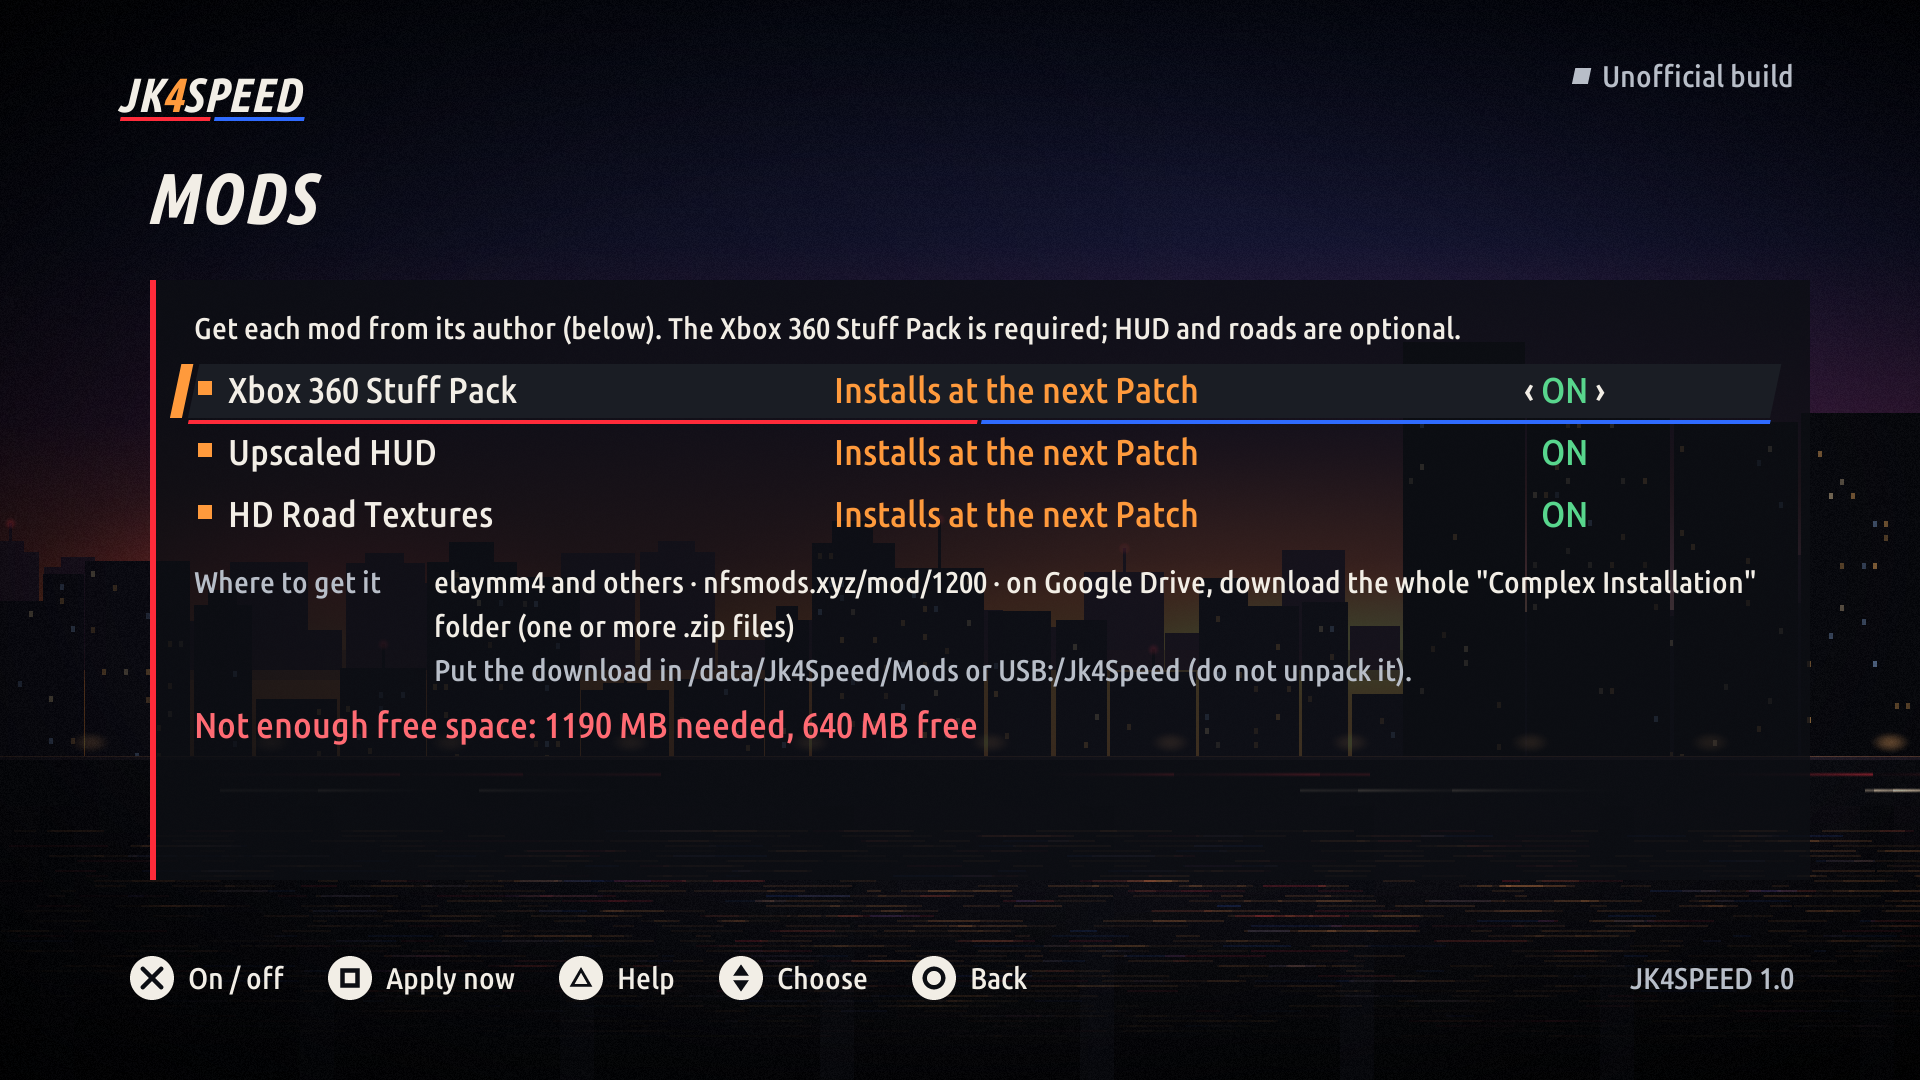 JK4SPEED
Unofficial build
MODS
Get each mod from its author (below). The Xbox 360 Stuff Pack is required; HUD and roads are optional.
Xbox 360 Stuff Pack Installs at the next Patch ‹ ON ›
Upscaled HUD Installs at the next Patch ON
HD Road Textures Installs at the next Patch ON
Where to get it elaymm4 and others · nfsmods.xyz/mod/1200 · on Google Drive, download the whole "Complex Installation"
folder (one or more .zip files)
Put the download in /data/Jk4Speed/Mods or USB:/Jk4Speed (do not unpack it).
Not enough free space: 1190 MB needed, 640 MB free
On / off Apply now Help Choose Back JK4SPEED 1.0